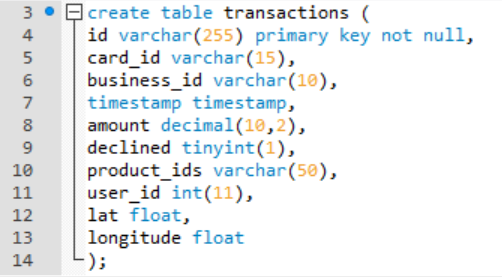 3 create table transactions (
4 id varchar(255) primary key not null,
5 card_id varchar(15),
6 business_id varchar(10),
7 timestamp timestamp,
8 amount decimal(10,2),
9 declined tinyint(1),
10 product_ids varchar(50),
11 user_id int(11),
12 lat float,
13 longitude float
14 );